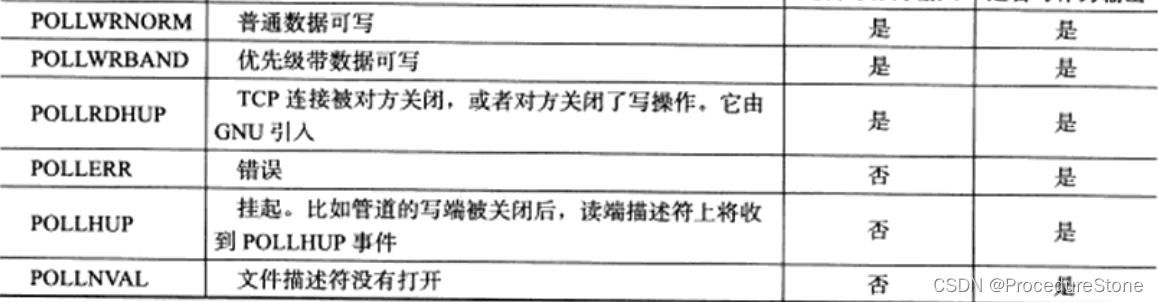 POLLWRNORM 普通数据可写 是 是
POLLWRBAND 优先级带数据可写 是 是
POLLRDHUP TCP 连接被对方关闭，或者对方关闭了写操作。它由
GNU 引入 是 是
POLLERR 错误 否 是
POLLHUP 挂起。比如管道的写端被关闭后，读端描述符上将收
到 POLLHUP 事件 否 是
POLLNVAL 文件描述符没有打开 否 是
CSDN @ProcedureStone